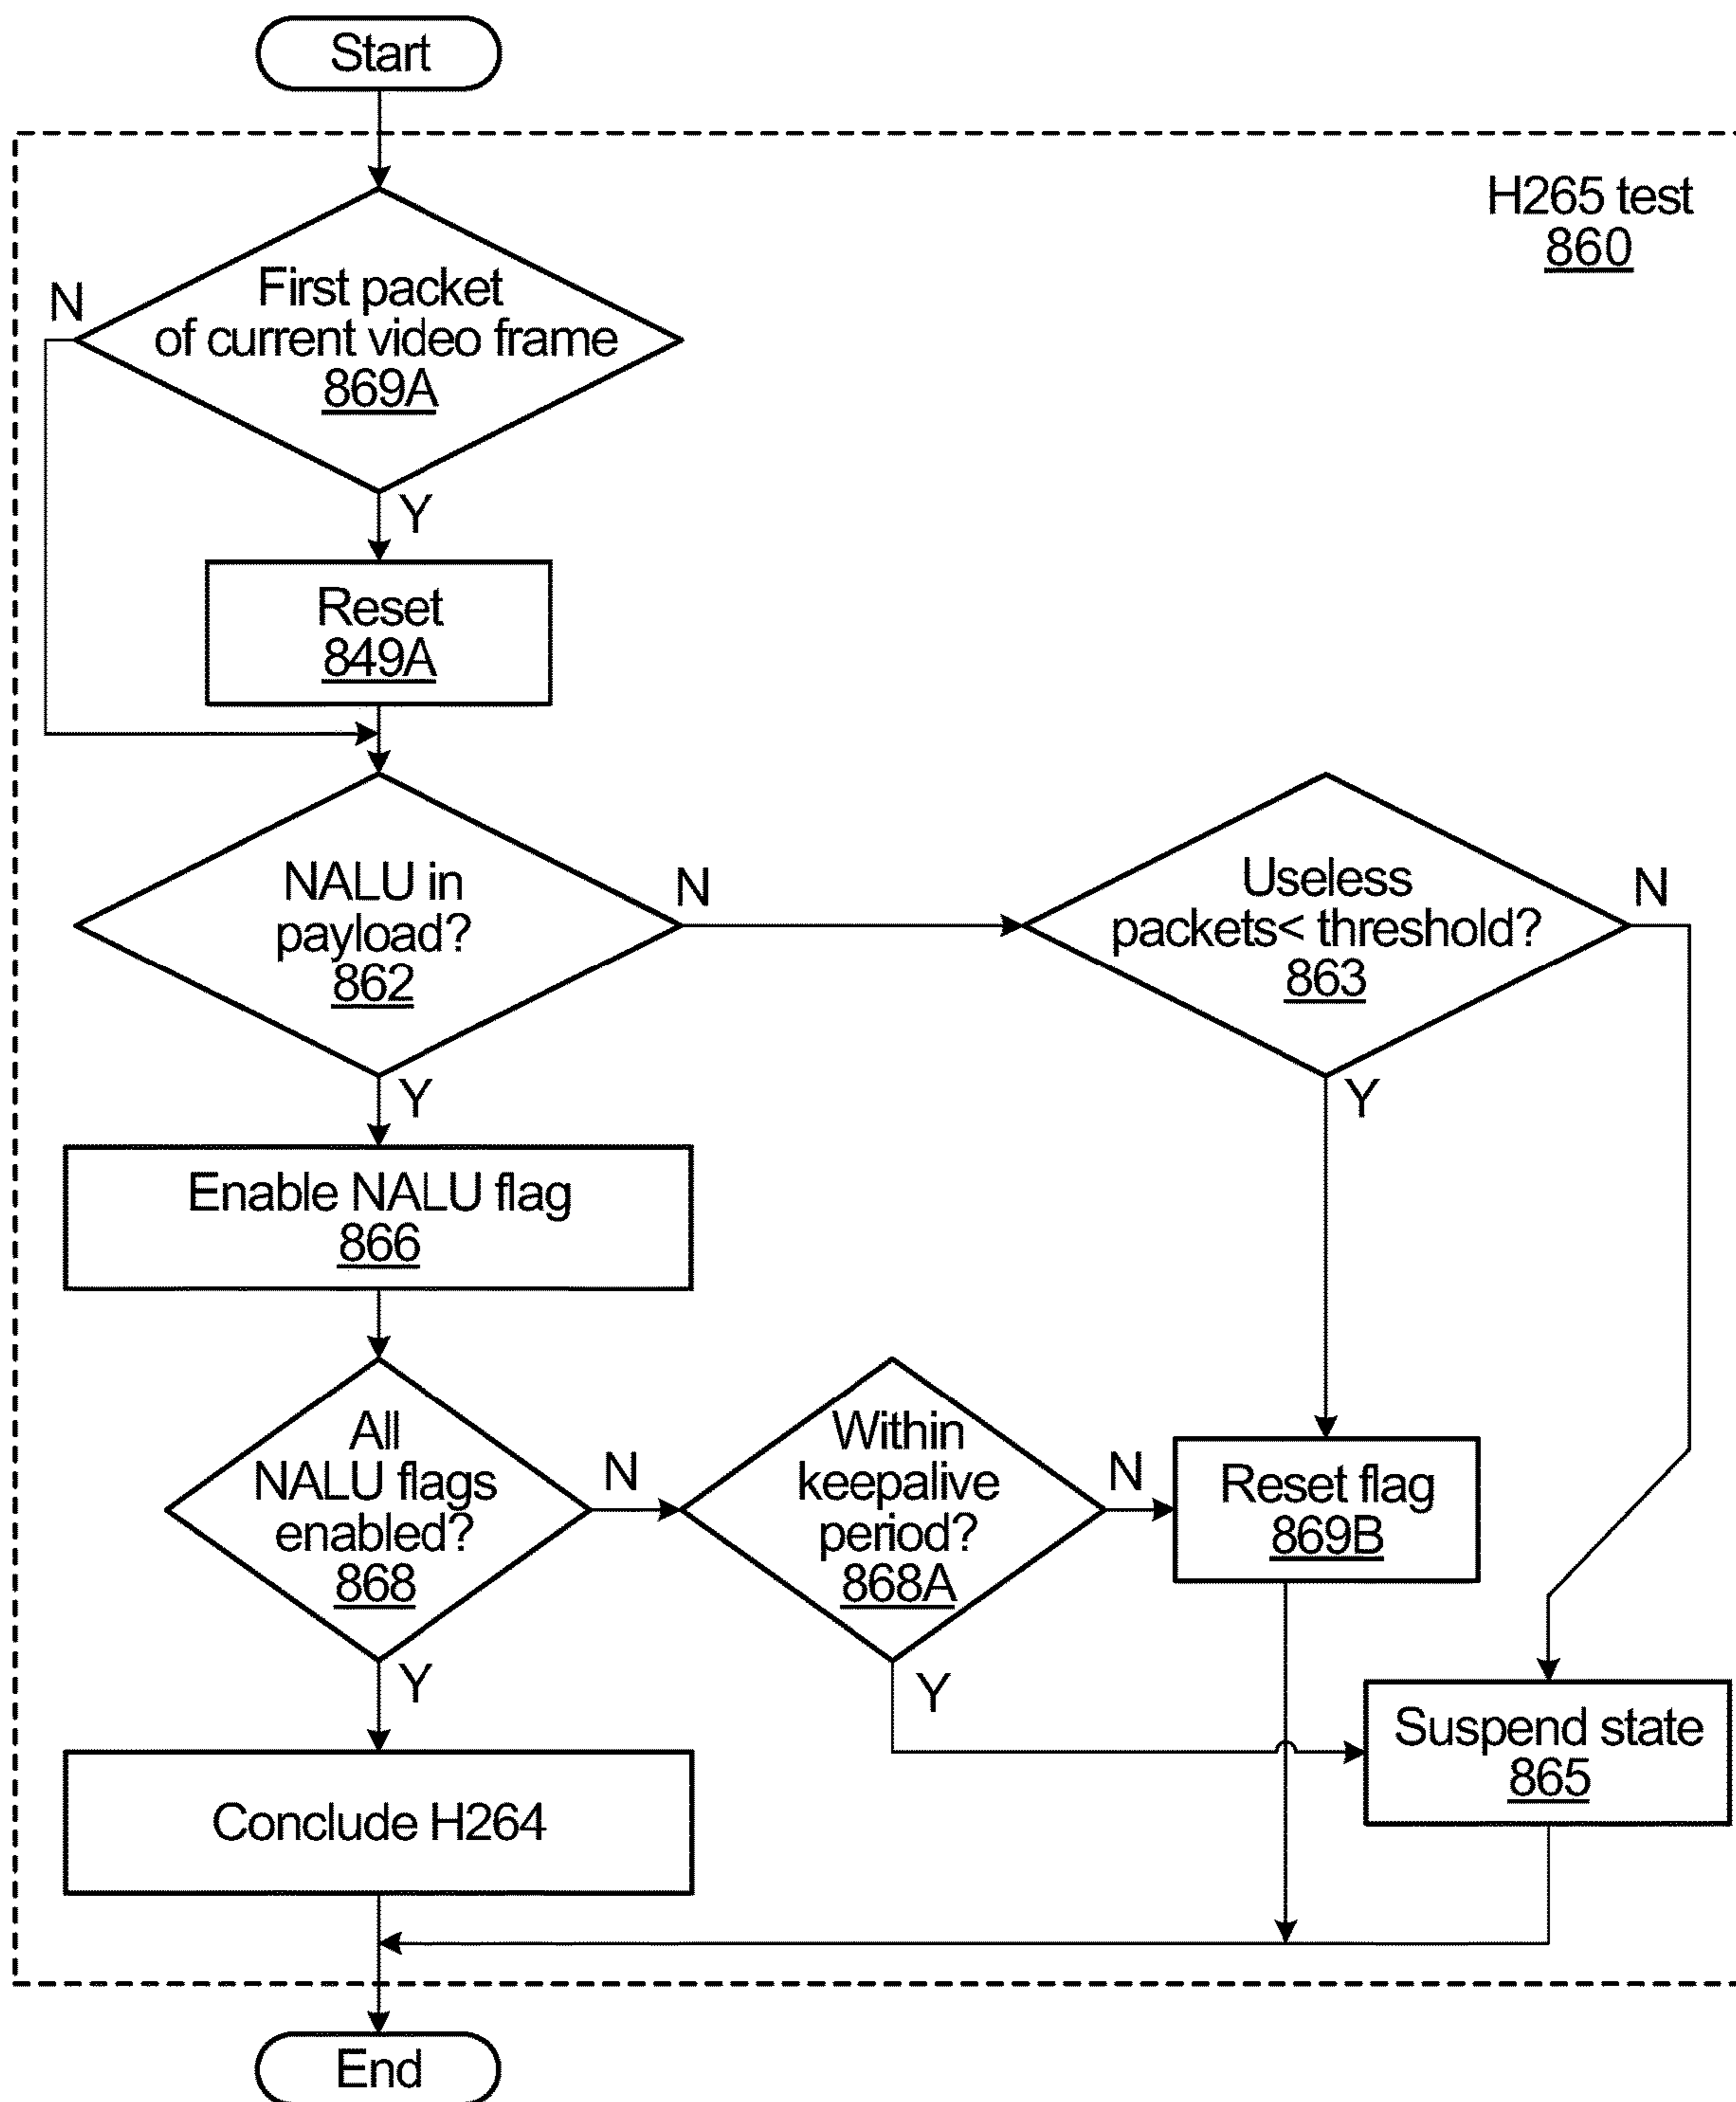 Start
H265 test
860
First packet
of current video frame
869A
N
Y
Reset
849A
NALU in
payload?
862
N
Y
Useless
packets< threshold?
863
N
Y
Enable NALU flag
866
All
NALU flags
enabled?
868
N
Y
Within
keepalive
period?
868A
N
Y
Reset flag
869B
Suspend state
865
Conclude H264
End